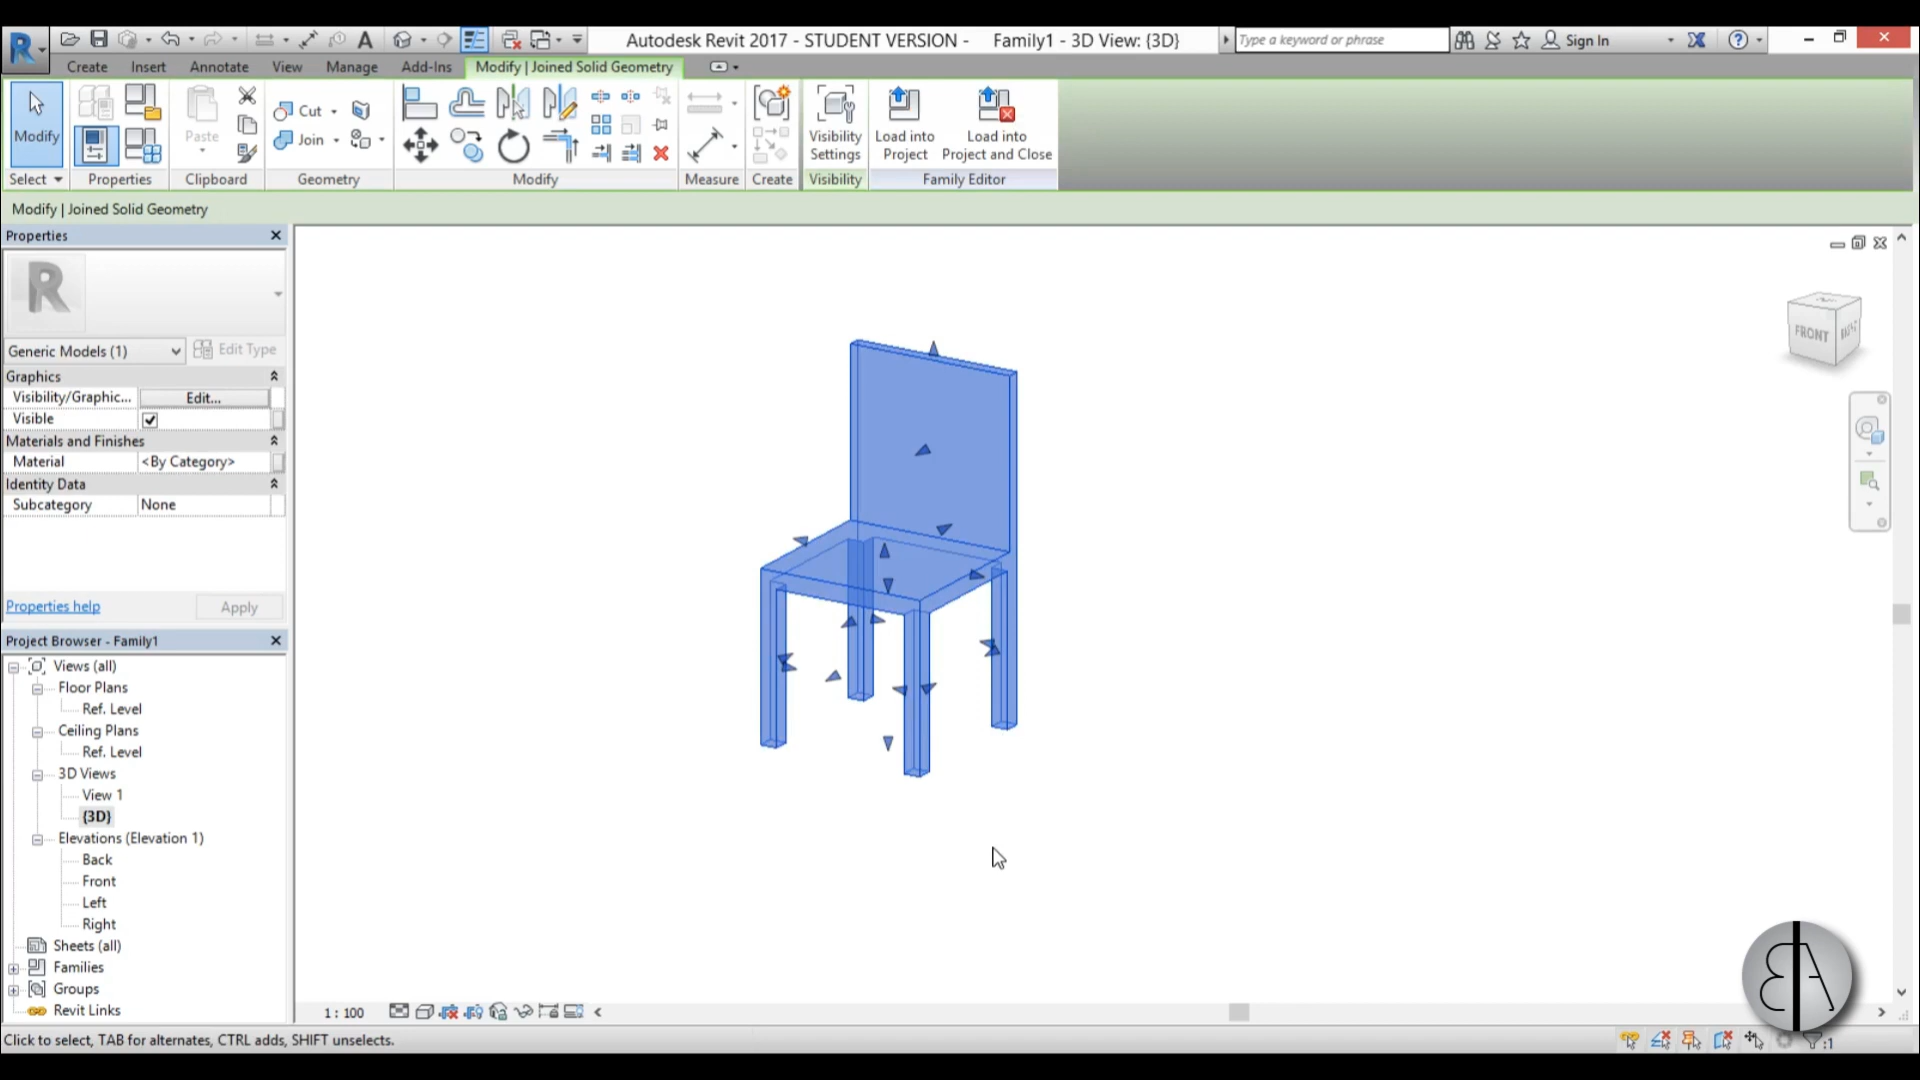 Autodesk Revit 2017 - STUDENT VERSION - Family1 - 3D View: {3D}
Type a keyword or phrase
Sign In
Create Insert Annotate View Manage Add-Ins Modify | Joined Solid Geometry
Modify
Paste
Cut
Join
Visibility Settings
Load into Project
Load into Project and Close
Select Properties Clipboard Geometry Modify Measure Create Visibility Family Editor
Modify | Joined Solid Geometry
Properties
R
Generic Models (1) Edit Type
Graphics
Visibility/Graphic... Edit...
Visible
Materials and Finishes
Material <By Category>
Identity Data
Subcategory None
Properties help Apply
Project Browser - Family1
Views (all)
Floor Plans
Ref. Level
Ceiling Plans
Ref. Level
3D Views
View 1
{3D}
Elevations (Elevation 1)
Back
Front
Left
Right
Sheets (all)
Families
Groups
Revit Links
FRONT
1 : 100
Click to select, TAB for alternates, CTRL adds, SHIFT unselects.
:1